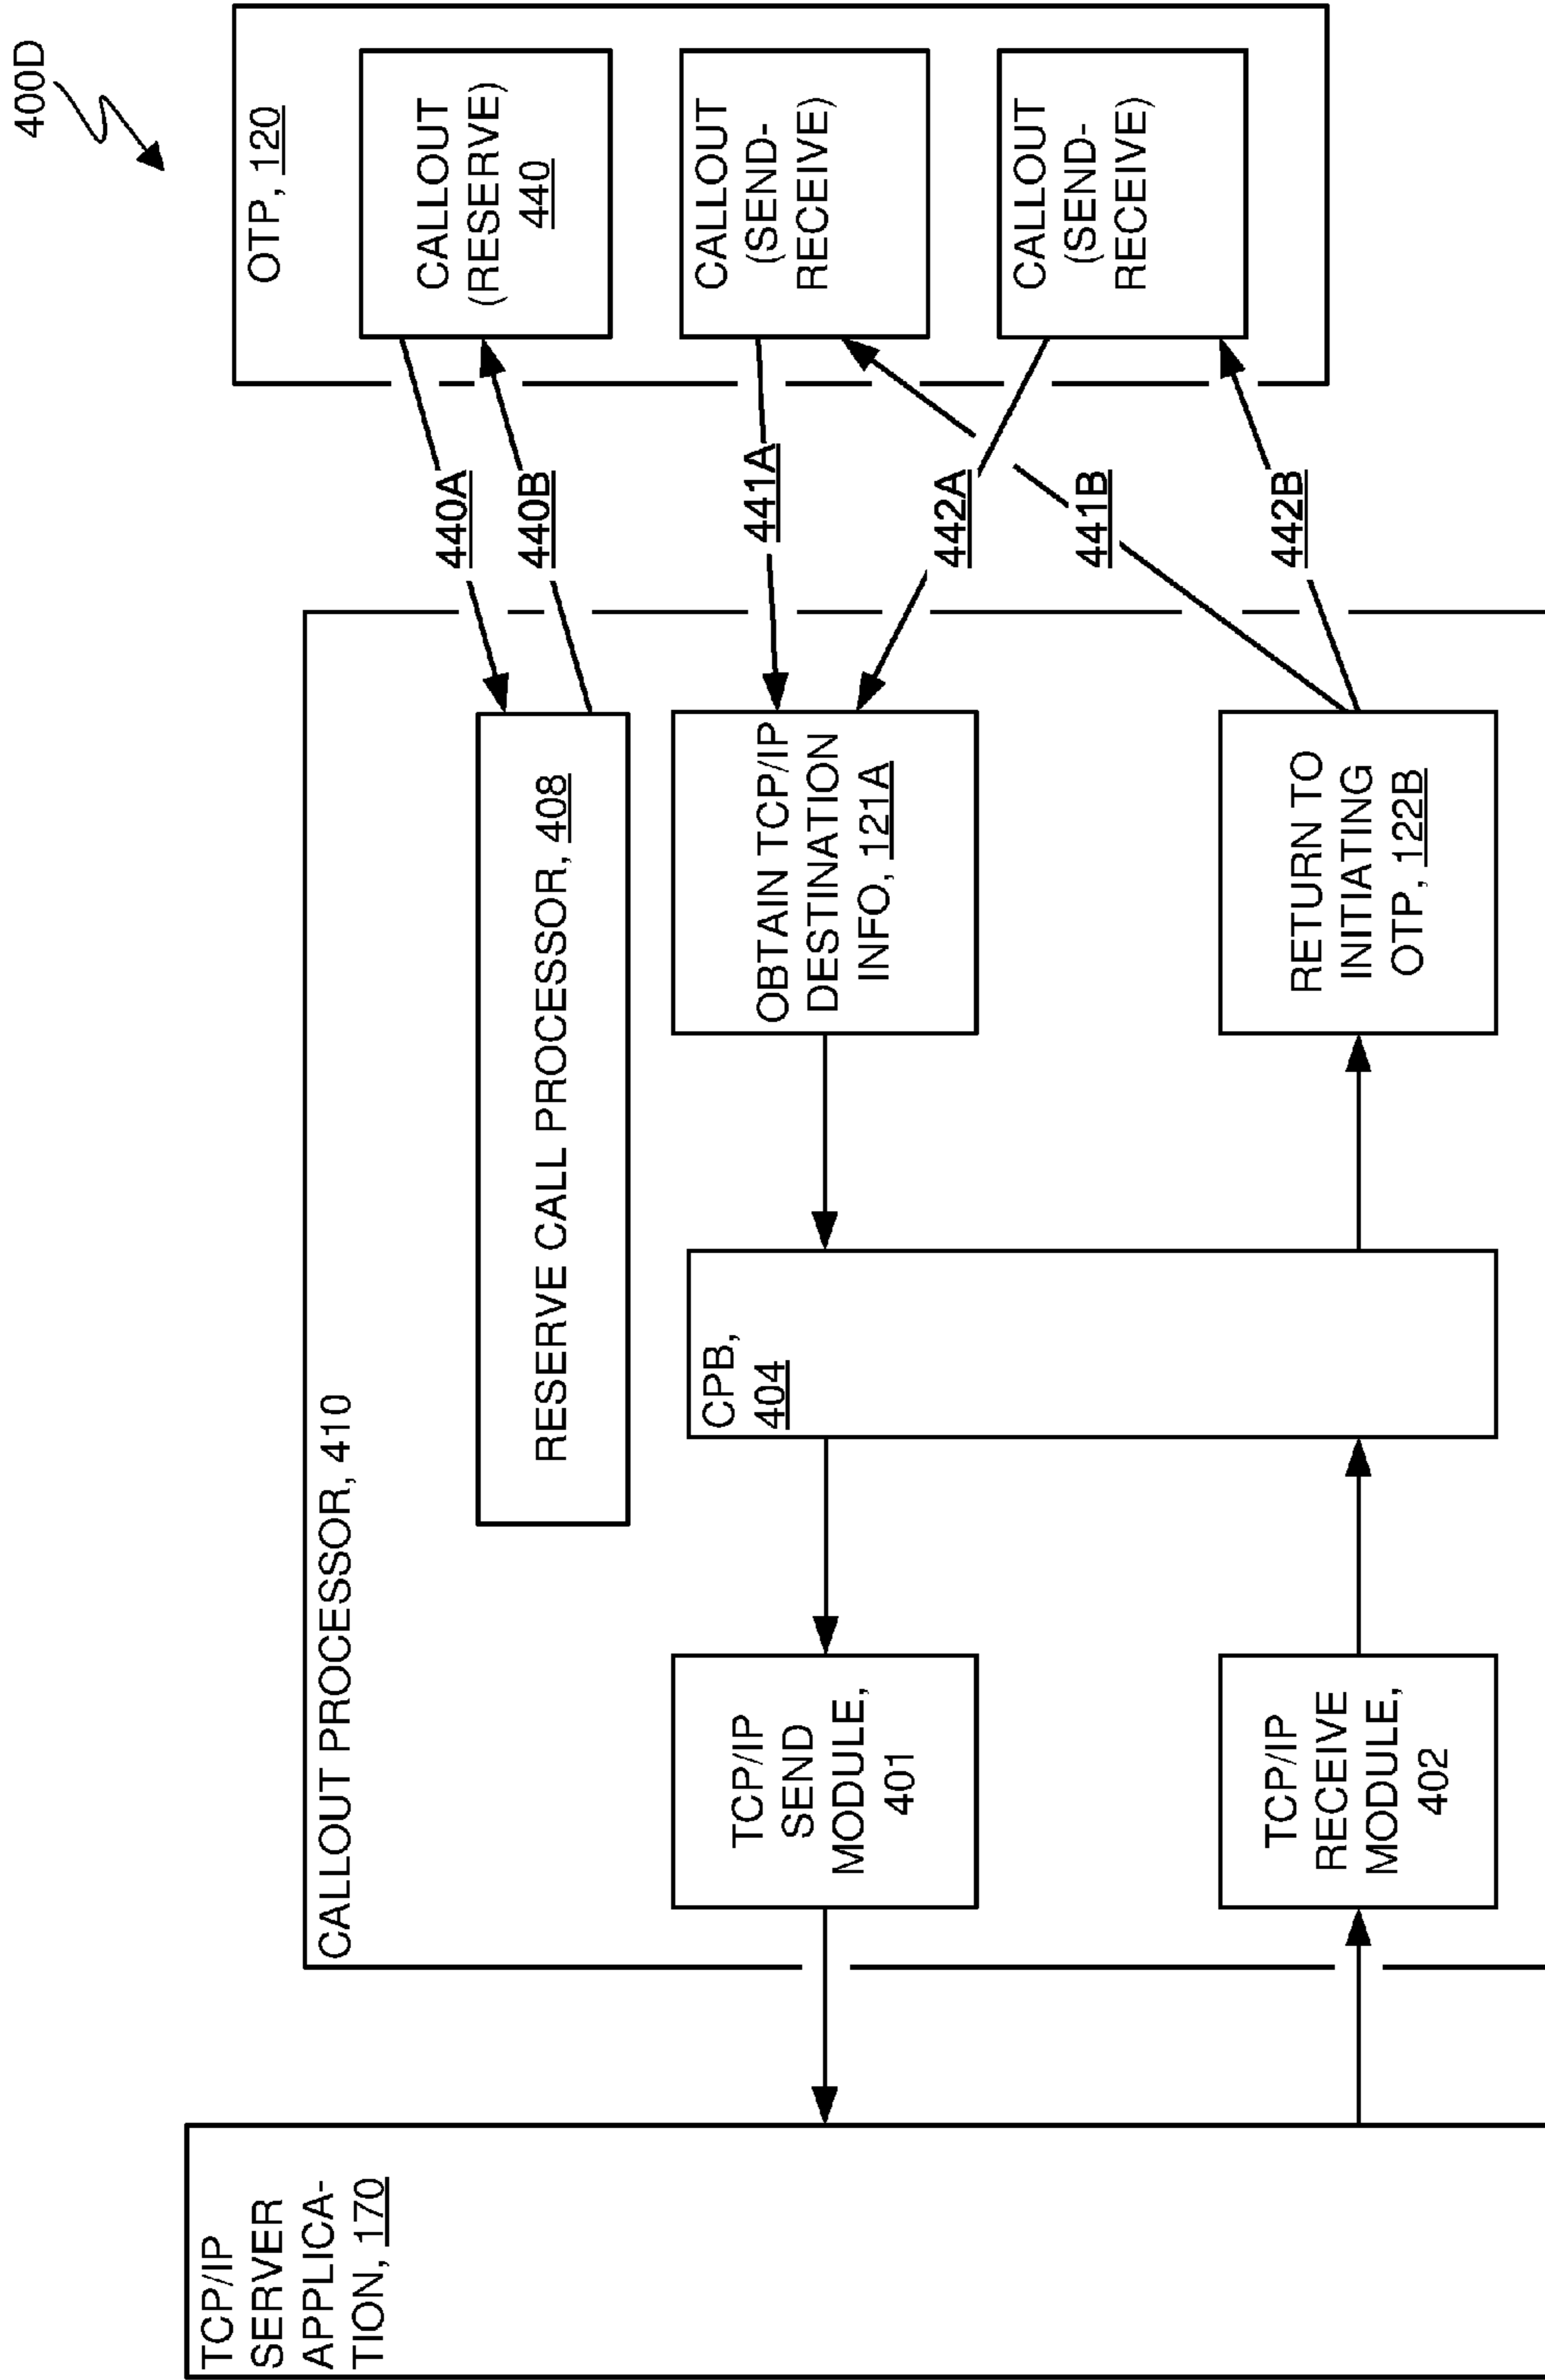 400D
TCP/IP
SERVER
APPLICA-
TION, 170
CALLOUT PROCESSOR, 410
RESERVE CALL PROCESSOR, 408
TCP/IP
SEND
MODULE,
401
CPB,
404
OBTAIN TCP/IP
DESTINATION
INFO, 121A
TCP/IP
RECEIVE
MODULE,
402
RETURN TO
INITIATING
OTP, 122B
440A
440B
441A
442A
441B
442B
OTP, 120
CALLOUT
(RESERVE)
440
CALLOUT
(SEND-
RECEIVE)
CALLOUT
(SEND-
RECEIVE)